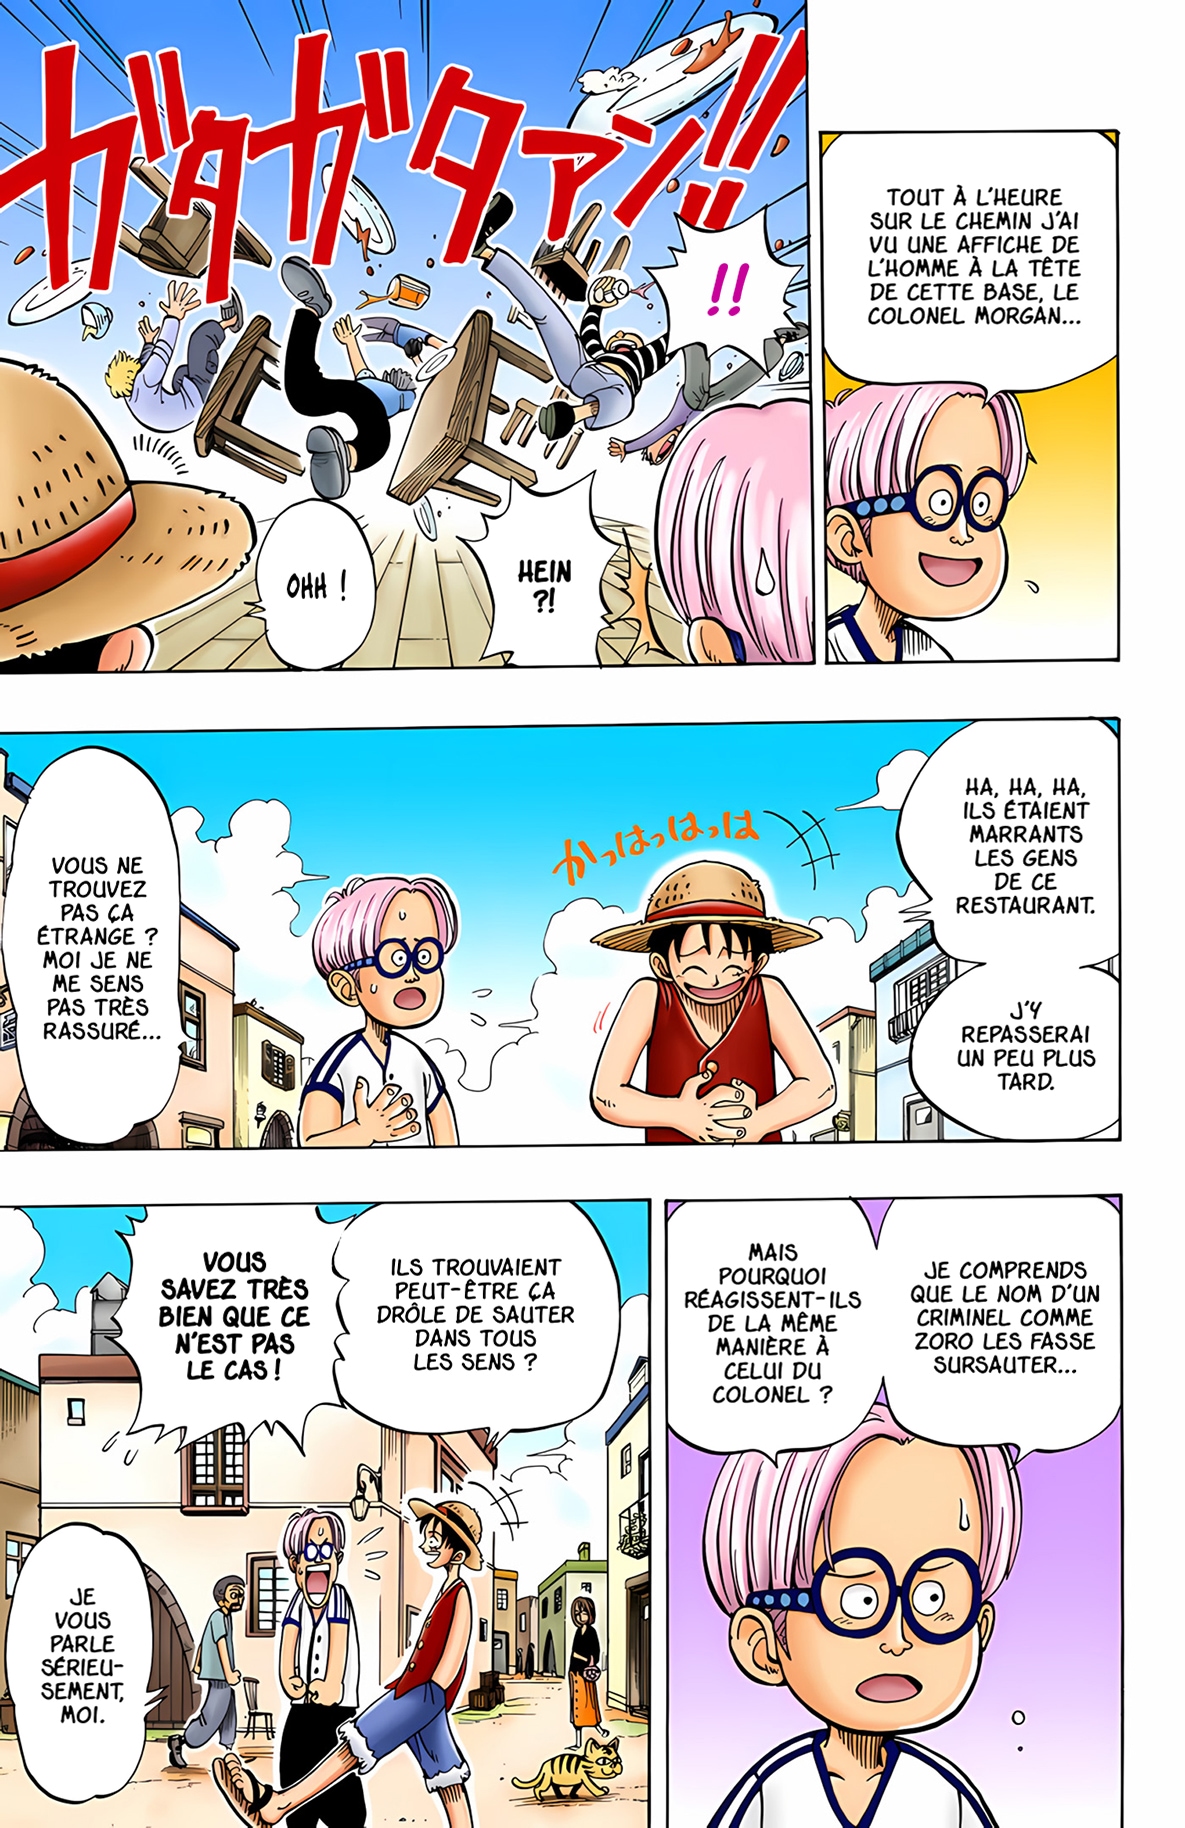 TOUT À L'HEURE
SUR LE CHEMIN J'AI
VU UNE AFFICHE DE
L'HOMME À LA TÊTE
DE CETTE BASE, LE
COLONEL MORGAN...
ガタガタァン!!
!!
HEIN
?!
OHH !
HA, HA, HA,
ILS ÉTAIENT
MARRANTS
LES GENS
DE CE
RESTAURANT.
J'Y
REPASSERAI
UN PEU PLUS
TARD.
かっはっはっは
VOUS NE
TROUVEZ
PAS ÇA
ÉTRANGE ?
MOI JE NE
ME SENS
PAS TRÈS
RASSURÉ...
JE COMPRENDS
QUE LE NOM D'UN
CRIMINEL COMME
ZORO LES FASSE
SURSAUTER...
MAIS
POURQUOI
RÉAGISSENT-ILS
DE LA MÊME
MANIÈRE À
CELUI DU
COLONEL ?
ILS TROUVAIENT
PEUT-ÊTRE ÇA
DRÔLE DE SAUTER
DANS TOUS
LES SENS ?
VOUS
SAVEZ TRÈS
BIEN QUE CE
N'EST PAS
LE CAS !
JE
VOUS
PARLE
SÉRIEU-
SEMENT,
MOI.